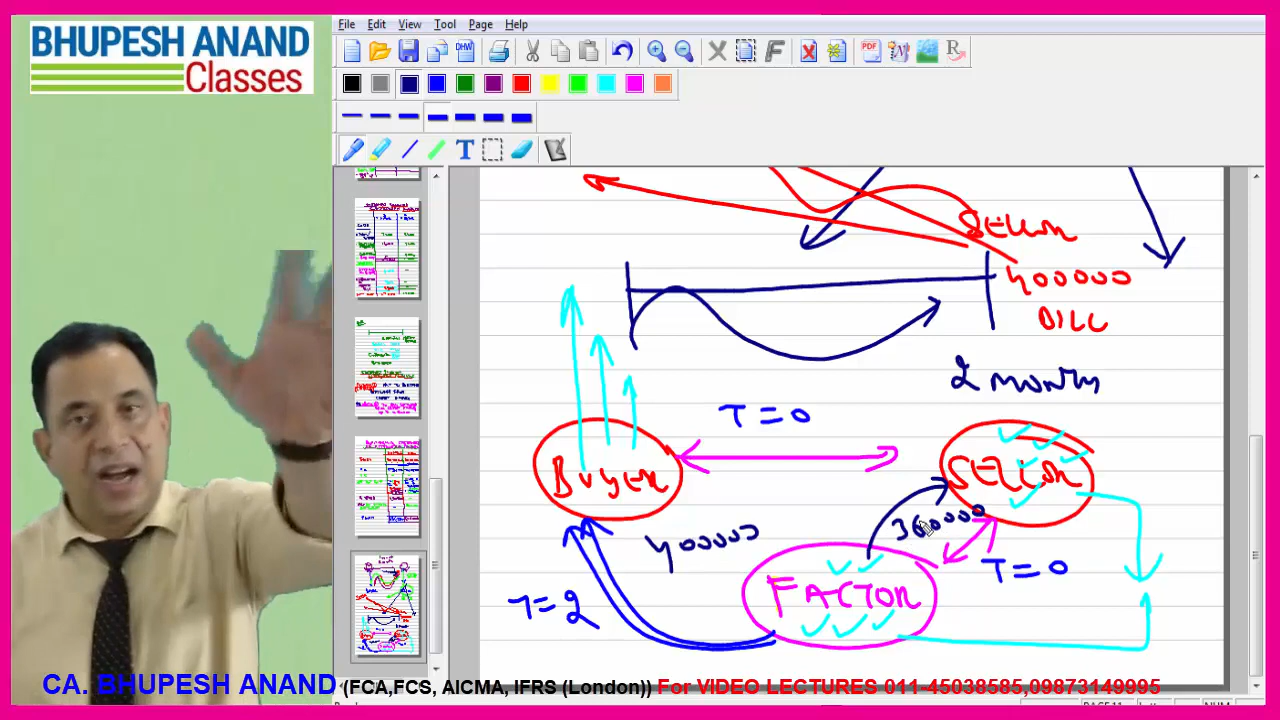 BHUPESH ANAND
Classes
File Edit View Tool Page Help
SELLER
400000
BILL
2 MONTH
T=0
BUYER
SELLER
360000
400000
T=0
FACTOR
T=2
CA. BHUPESH ANAND (FCA,FCS, AICMA, IFRS (London)) For VIDEO LECTURES 011-45038585,09873149995